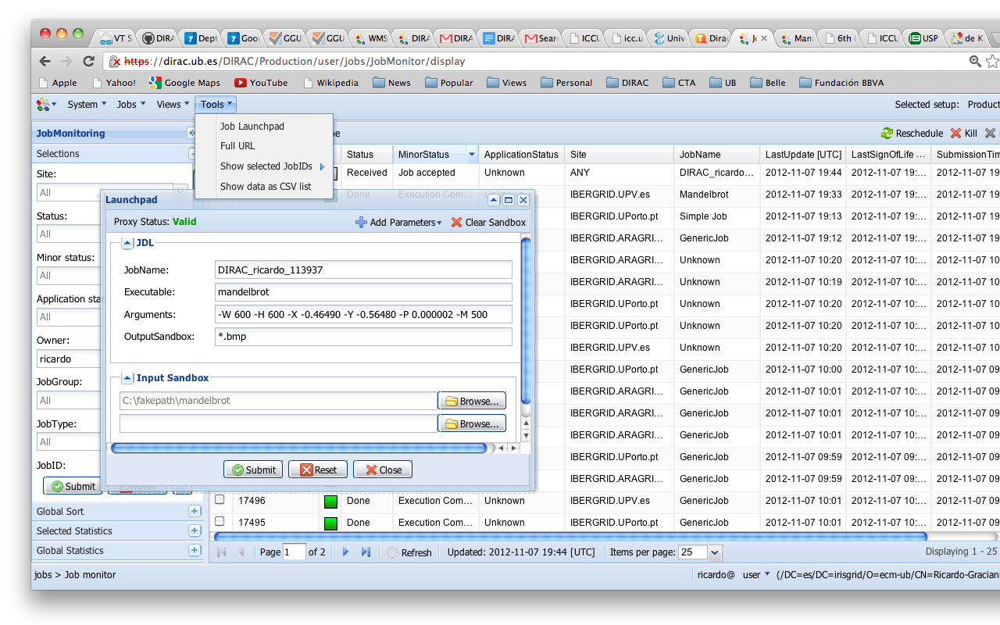 VT S DIRA Dept Goo GGU GGU WMS DIRA DIRA DIRA Sear ICCU icc.u Univ Dira Jo Man 6th ICCU USP de K
https://dirac.ub.es/DIRAC/Production/user/jobs/JobMonitor/display
Apple Yahoo! Google Maps YouTube Wikipedia News Popular Views Personal DIRAC CTA UB Belle Fundación BBVA
System Jobs Views Tools Selected setup: Product
JobMonitoring Reschedule Kill
Job Launchpad
Full URL
Show selected JobIDs
Show data as CSV list
Selections
Status MinorStatus ApplicationStatus Site JobName LastUpdate [UTC] LastSignOfLife ... SubmissionTim
Site:
All
Received Job accepted Unknown ANY DIRAC_ricardo... 2012-11-07 19:44 2012-11-07 19:... 2012-11-07 19
Done Execution Com... IBERGRID.UPV.es Mandelbrot 2012-11-07 19:44 2012-11-07 19:... 2012-11-07 19
IBERGRID.UPorto.pt Simple Job 2012-11-07 19:13 2012-11-07 19:... 2012-11-07 19
IBERGRID.ARAGRI... GenericJob 2012-11-07 19:12 2012-11-07 19:... 2012-11-07 19
IBERGRID.ARAGRI... Unknown 2012-11-07 10:20 2012-11-07 10:... 2012-11-07 10
IBERGRID.ARAGRI... Unknown 2012-11-07 10:19 2012-11-07 10:... 2012-11-07 10
IBERGRID.UPorto.pt Unknown 2012-11-07 10:20 2012-11-07 10:... 2012-11-07 10
IBERGRID.UPorto.pt Unknown 2012-11-07 10:20 2012-11-07 10:... 2012-11-07 10
IBERGRID.UPV.es Unknown 2012-11-07 10:20 2012-11-07 10:... 2012-11-07 10
IBERGRID.UPorto.pt GenericJob 2012-11-07 10:00 2012-11-07 10:... 2012-11-07 09
IBERGRID.ARAGRI... GenericJob 2012-11-07 10:01 2012-11-07 10:... 2012-11-07 09
IBERGRID.ARAGRI... GenericJob 2012-11-07 10:01 2012-11-07 10:... 2012-11-07 09
IBERGRID.ARAGRI... GenericJob 2012-11-07 10:01 2012-11-07 10:... 2012-11-07 09
IBERGRID.UPorto.pt GenericJob 2012-11-07 09:59 2012-11-07 09:... 2012-11-07 09
IBERGRID.ARAGRI... GenericJob 2012-11-07 09:59 2012-11-07 09:... 2012-11-07 09
17496 Done Execution Com... Unknown IBERGRID.UPV.es GenericJob 2012-11-07 10:01 2012-11-07 10:... 2012-11-07 09
17495 Done Execution Com... Unknown IBERGRID.UPorto.pt GenericJob 2012-11-07 10:01 2012-11-07 10:... 2012-11-07 09
Status:
All
Minor status:
All
Application sta
All
Owner:
ricardo
JobGroup:
All
JobType:
All
JobID:
Submit Reset
Global Sort
Selected Statistics
Global Statistics
Launchpad
Proxy Status: Valid Add Parameters Clear Sandbox
JDL
JobName: DIRAC_ricardo_113937
Executable: mandelbrot
Arguments: -W 600 -H 600 -X -0.46490 -Y -0.56480 -P 0.000002 -M 500
OutputSandbox: *.bmp
Input Sandbox
C:\fakepath\mandelbrot Browse...
Browse...
Submit Reset Close
Page 1 of 2 Refresh Updated: 2012-11-07 19:44 [UTC] Items per page: 25 Displaying 1 - 25
jobs > Job monitor ricardo@ user (/DC=es/DC=irisgrid/O=ecm-ub/CN=Ricardo-Graciani